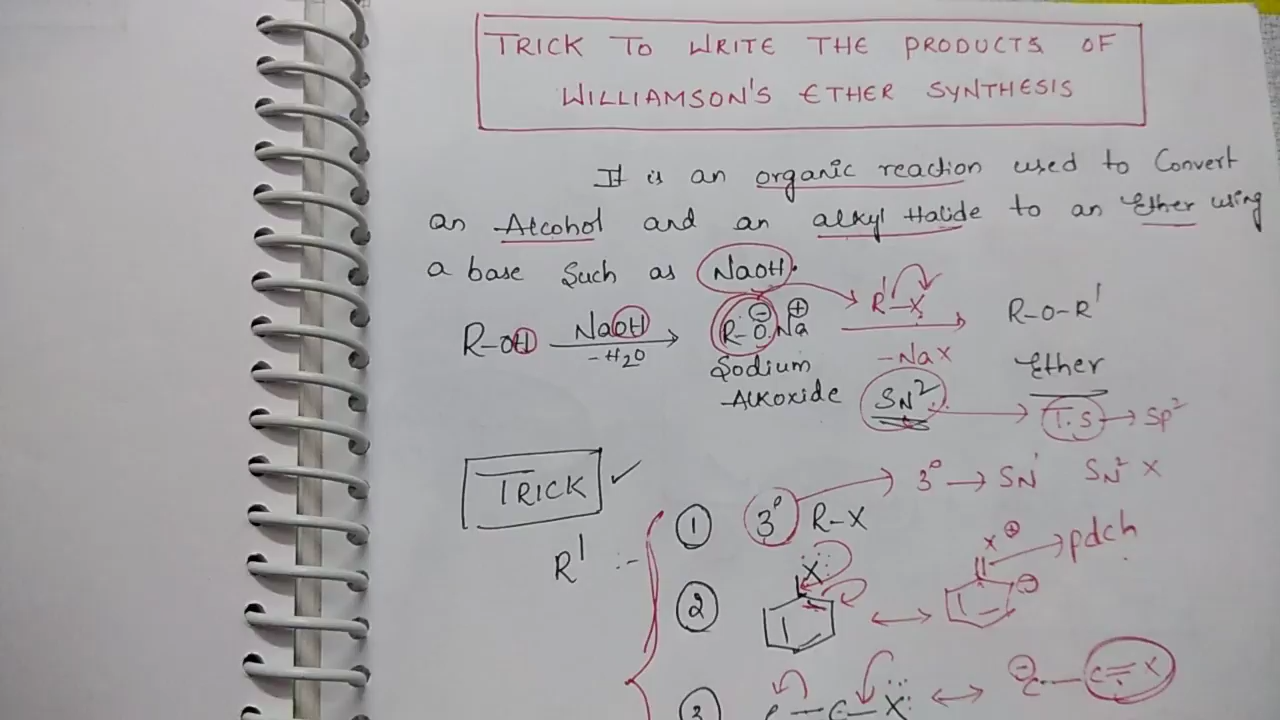 TRICK TO WRITE THE PRODUCTS OF
WILLIAMSON'S ETHER SYNTHESIS
It is an organic reaction used to Convert
an Alcohol and an alkyl Halide to an Ether using
a base Such as NaOH.
R-OH NaOH -H2O R-O⊖ Na⊕ R'-X -NaX R-O-R'
Sodium Alkoxide SN² Ether
T.S → Sp²
TRICK ✓
R' :-
① 3° R-X → 3° → SN' SN² X
② X ↔ X⊕ ⊖ → pdch
③ C-X: ↔ ⊖C-C=X